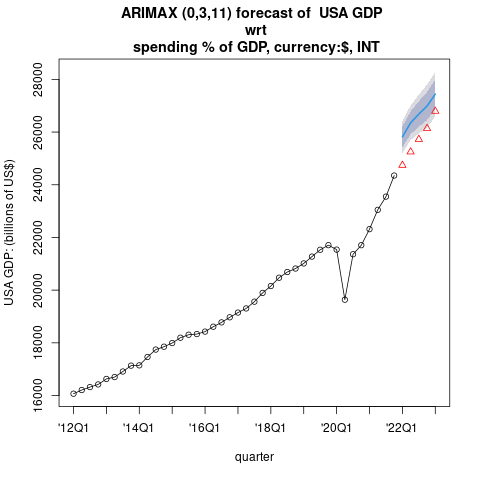 ARIMAX (0,3,11) forecast of USA GDP
wrt
spending % of GDP, currency:$, INT
USA GDP: (billions of US$)
28000
26000
24000
22000
20000
18000
16000
'12Q1 '14Q1 '16Q1 '18Q1 '20Q1 '22Q1
quarter